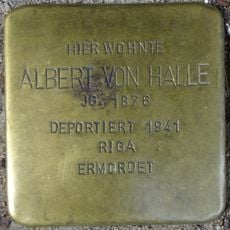 HIER WOHNTE
ALBERT VON HALLE
JG. 1876
DEPORTIERT 1941
RIGA
ERMORDET